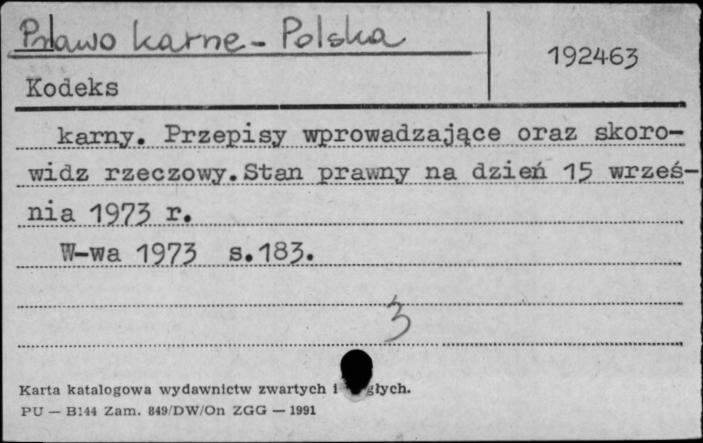 Prawo karne - Polska
192463
Kodeks
karny. Przepisy wprowadzające oraz skoro-
widz rzeczowy. Stan prawny na dzień 15 wrześ-
nia 1973 r.
W-wa 1973 s.183.
3
Karta katalogowa wydawnictw zwartych i głych.
PU — B144 Zam. 849/DW/On ZGG — 1991